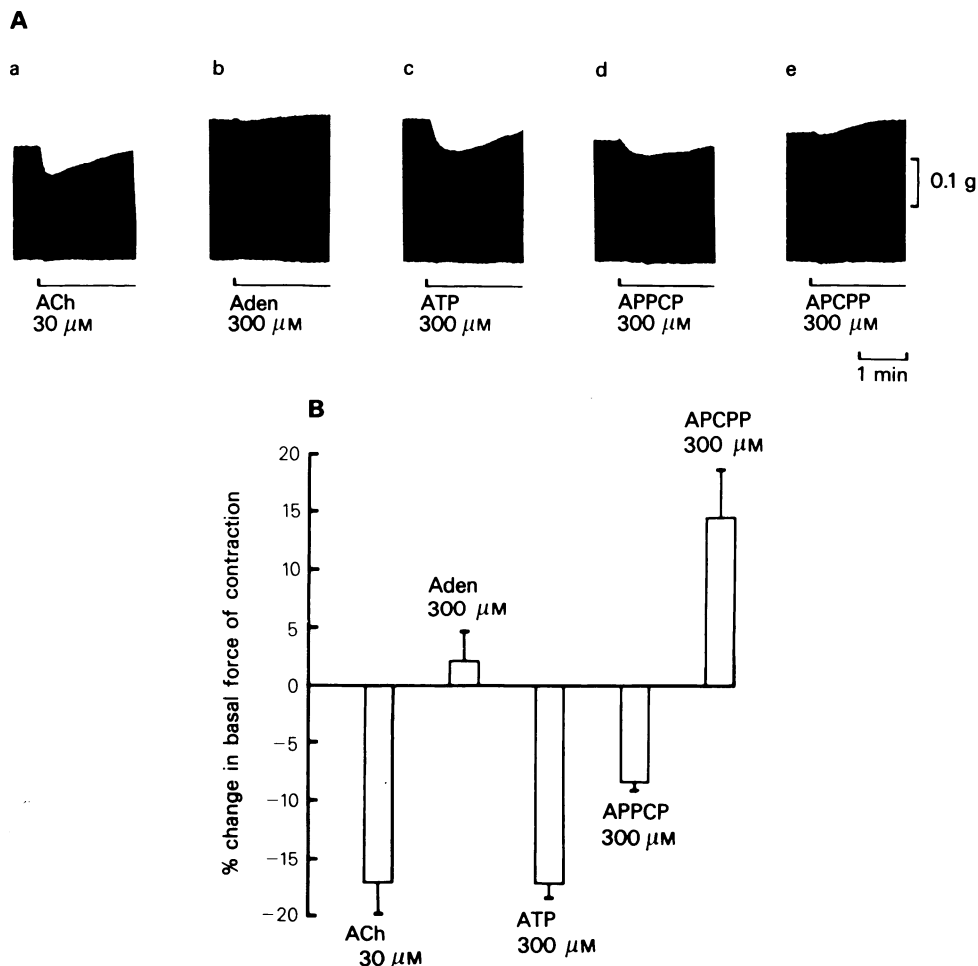 A
a b c d e
0.1 g
ACh Aden ATP APPCP APCPP
30 μM 300 μM 300 μM 300 μM 300 μM
1 min
B
APCPP
300 μM
% change in basal force of contraction
20
15
10
Aden
300 μM
5
0
-5
-10
APPCP
300 μM
-15
-20
ACh
30 μM
ATP
300 μM